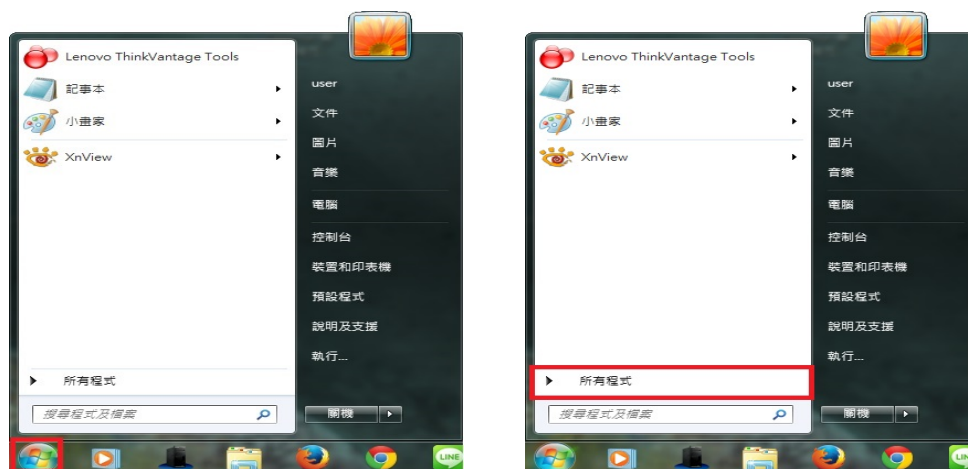 Lenovo ThinkVantage Tools
記事本
小畫家
XnView
所有程式
搜尋程式及檔案
user
文件
圖片
音樂
電腦
控制台
裝置和印表機
預設程式
說明及支援
執行...
關機
LINE
Lenovo ThinkVantage Tools
記事本
小畫家
XnView
所有程式
搜尋程式及檔案
user
文件
圖片
音樂
電腦
控制台
裝置和印表機
預設程式
說明及支援
執行...
關機